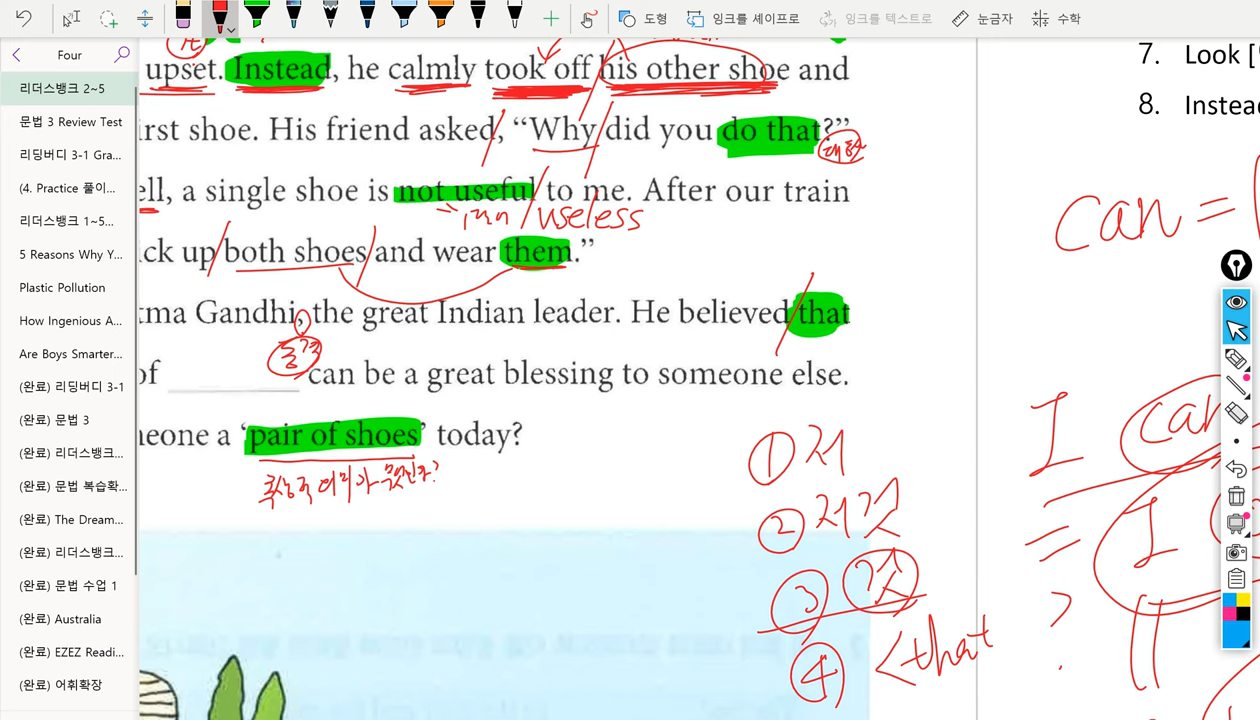 도형
잉크를 셰이프로
잉크를 텍스트로
눈금자
수학
Four
리더스뱅크 2~5
문법 3 Review Test
리딩버디 3-1 Gra...
(4. Practice 풀이...
리더스뱅크 1~5...
5 Reasons Why Y...
Plastic Pollution
How Ingenious A...
Are Boys Smarter...
(완료) 리딩버디 3-1
(완료) 문법 3
(완료) 리더스뱅크...
(완료) 문법 복습확...
(완료) The Dream...
(완료) 리더스뱅크...
(완료) 문법 수업 1
(완료) Australia
(완료) EZEZ Readi...
(완료) 어휘확장
upset. Instead, he calmly took off his other shoe and
irst shoe. His friend asked, “Why did you do that?”
ell, a single shoe is not useful to me. After our train
useless
ick up both shoes and wear them.”
tma Gandhi, the great Indian leader. He believed that
동격
of ________ can be a great blessing to someone else.
neone a ‘pair of shoes’ today?
① 저
② 저것
③ 것
④ <that
7. Look [
8. Instea
can =
I can
= I
?